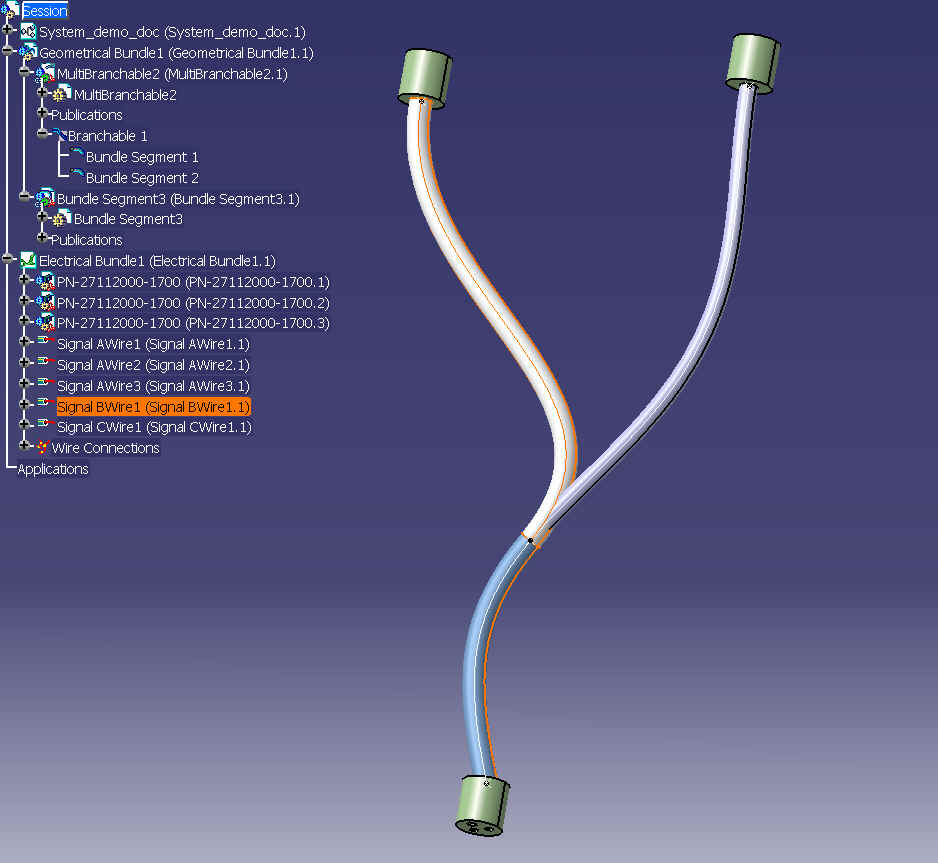 Session
System_demo_doc (System_demo_doc.1)
Geometrical Bundle1 (Geometrical Bundle1.1)
MultiBranchable2 (MultiBranchable2.1)
MultiBranchable2
Publications
Branchable 1
Bundle Segment 1
Bundle Segment 2
Bundle Segment3 (Bundle Segment3.1)
Bundle Segment3
Publications
Electrical Bundle1 (Electrical Bundle1.1)
PN-27112000-1700 (PN-27112000-1700.1)
PN-27112000-1700 (PN-27112000-1700.2)
PN-27112000-1700 (PN-27112000-1700.3)
Signal AWire1 (Signal AWire1.1)
Signal AWire2 (Signal AWire2.1)
Signal AWire3 (Signal AWire3.1)
Signal BWire1 (Signal BWire1.1)
Signal CWire1 (Signal CWire1.1)
Wire Connections
Applications